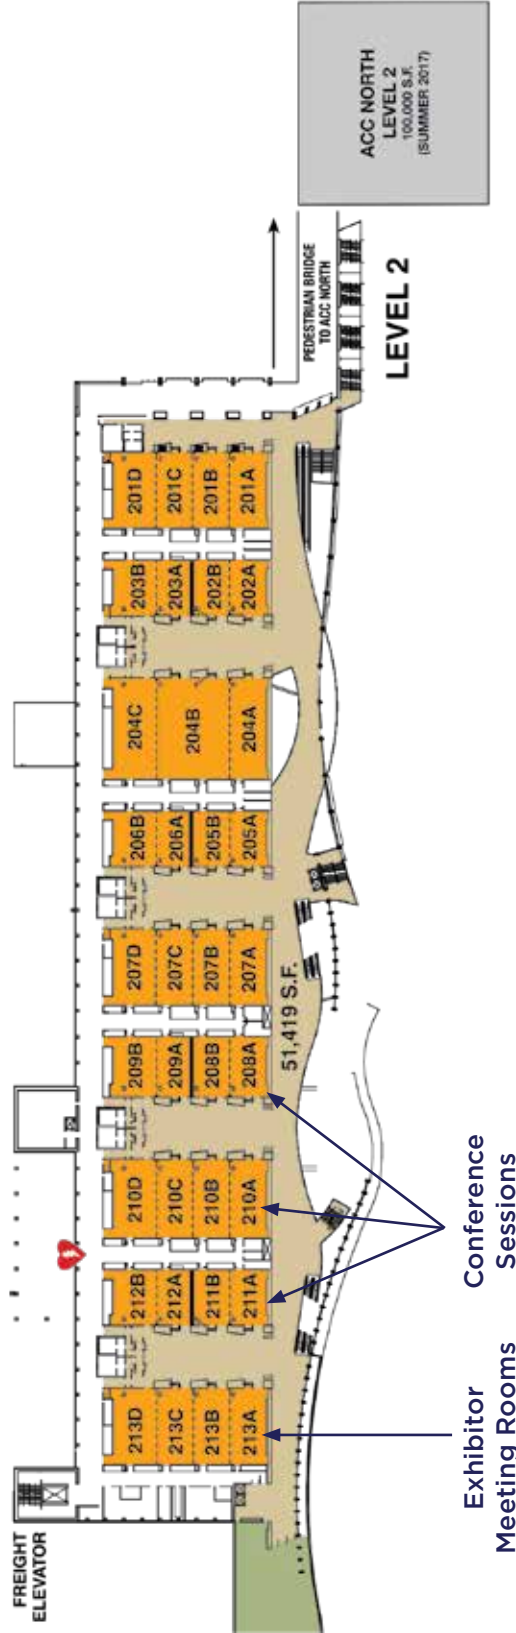 FREIGHT
ELEVATOR
213D
213C
213B
213A
212B
212A
211B
211A
210D
210C
210B
210A
209B
209A
208B
208A
207D
207C
207B
207A
206B
206A
205B
205A
204C
204B
204A
203B
203A
202B
202A
201D
201C
201B
201A
51,419 S.F.
PEDESTRIAN BRIDGE
TO ACC NORTH
LEVEL 2
ACC NORTH
LEVEL 2
100,000 S.F.
(SUMMER 2017)
Exhibitor
Meeting Rooms
Conference
Sessions